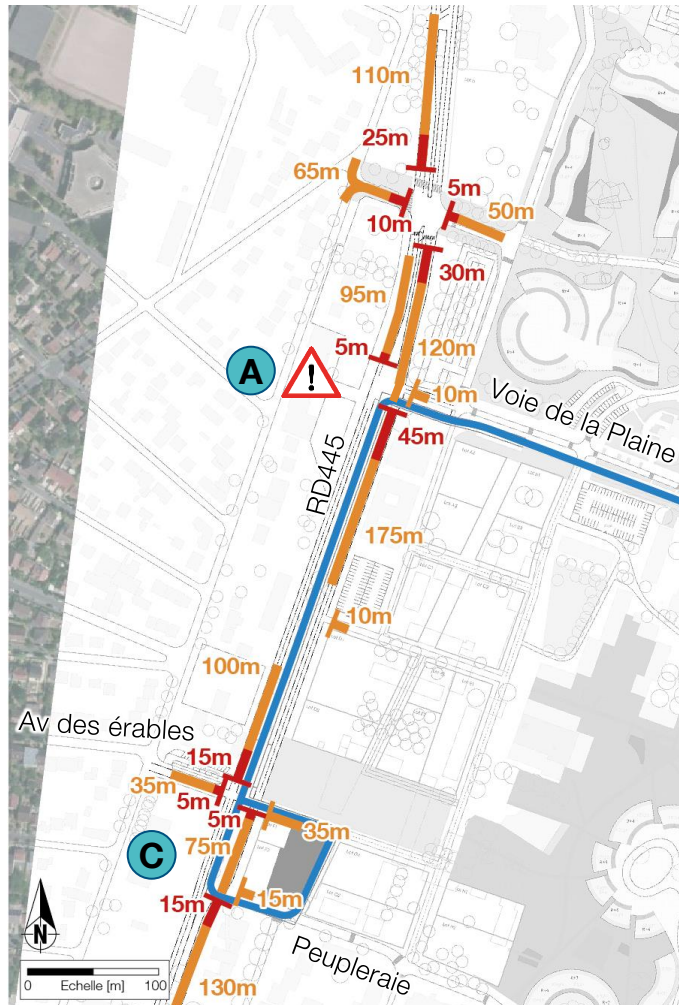 110m
25m
65m
5m
50m
10m
30m
95m
120m
5m
A
!
10m
Voie de la Plaine
45m
RD445
175m
10m
100m
Av des érables
15m
35m
5m
5m
35m
75m
C
15m
15m
Peupleraie
130m
N
0 Echelle [m] 100